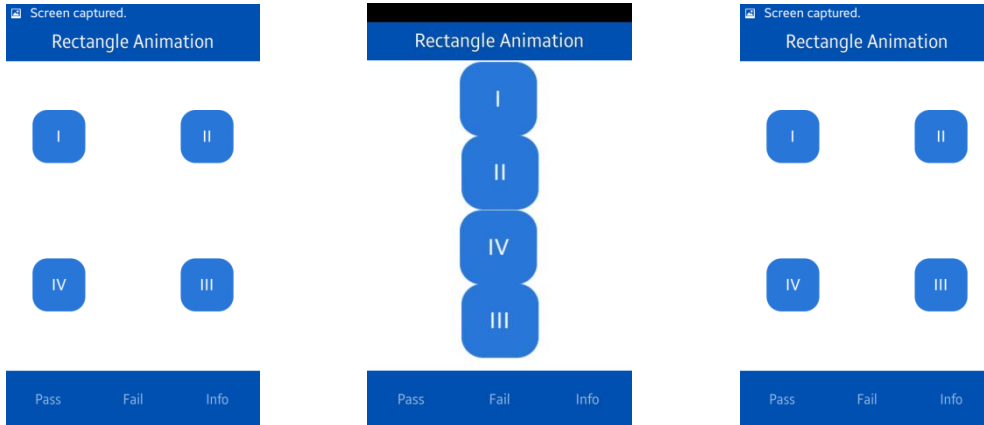 Screen captured.
Rectangle Animation
I II
IV III
Pass Fail Info
Rectangle Animation
I
II
IV
III
Pass Fail Info
Screen captured.
Rectangle Animation
I II
IV III
Pass Fail Info